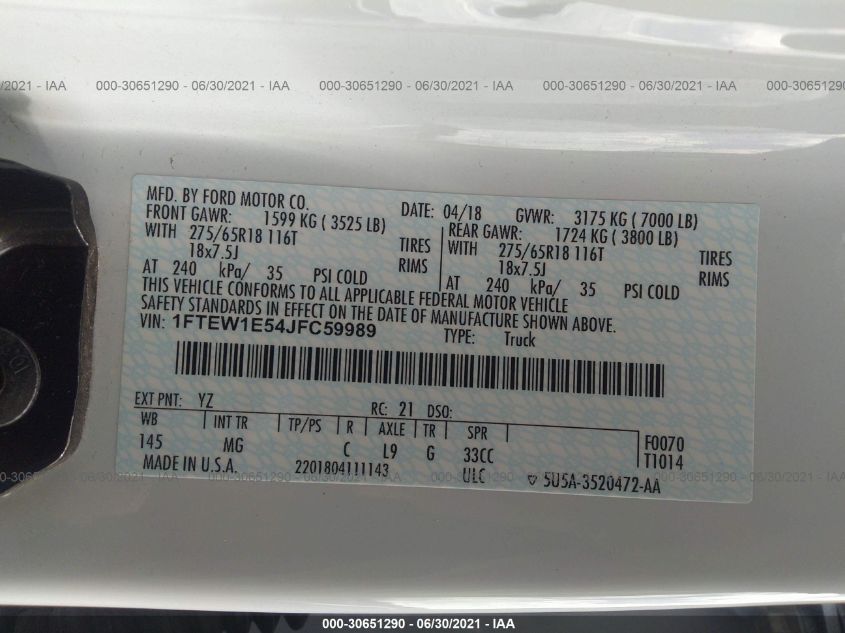 06/30/2021 - IAA 000-30651290 - 06/30/2021 - IAA 000-30651290 - 06/30/2021 - IAA 000-30651290 - 06/30/2021
MFD. BY FORD MOTOR CO. DATE: 04/18 GVWR: 3175 KG ( 7000 LB)
FRONT GAWR: 1599 KG ( 3525 LB) REAR GAWR: 1724 KG ( 3800 LB)
WITH 275/65R18 116T TIRES WITH 275/65R18 116T TIRES
18x7.5J RIMS 18x7.5J RIMS
AT 240 kPa/ 35 PSI COLD AT 240 kPa/ 35 PSI COLD
THIS VEHICLE CONFORMS TO ALL APPLICABLE FEDERAL MOTOR VEHICLE
SAFETY STANDARDS IN EFFECT ON THE DATE OF MANUFACTURE SHOWN ABOVE.
VIN: 1FTEW1E54JFC59989 TYPE: Truck
EXT PNT: YZ RC: 21 DSO:
WB INT TR TP/PS R AXLE TR SPR F0070
145 MG C L9 G 33CC T1014
MADE IN U.S.A. 2201804111143 ULC 5U5A-3520472-AA
000-30651290 - 06/30/2021 - IAA